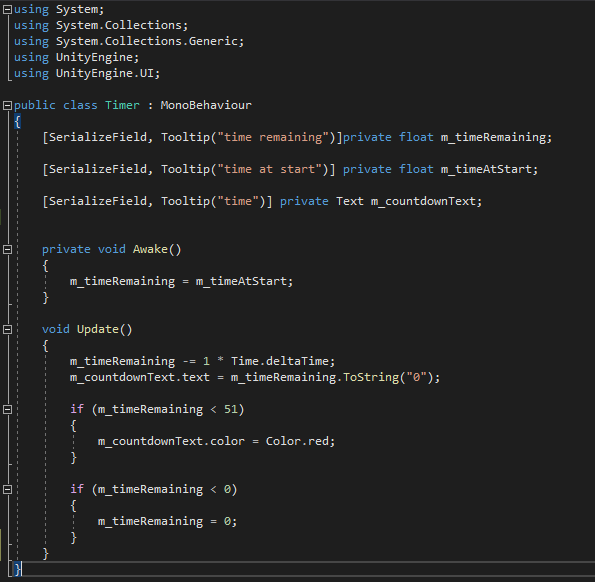 using System;
using System.Collections;
using System.Collections.Generic;
using UnityEngine;
using UnityEngine.UI;
public class Timer : MonoBehaviour
{
[SerializeField, Tooltip("time remaining")]private float m_timeRemaining;
[SerializeField, Tooltip("time at start")] private float m_timeAtStart;
[SerializeField, Tooltip("time")] private Text m_countdownText;
private void Awake()
{
m_timeRemaining = m_timeAtStart;
}
void Update()
{
m_timeRemaining -= 1 * Time.deltaTime;
m_countdownText.text = m_timeRemaining.ToString("0");
if (m_timeRemaining < 51)
{
m_countdownText.color = Color.red;
}
if (m_timeRemaining < 0)
{
m_timeRemaining = 0;
}
}
}